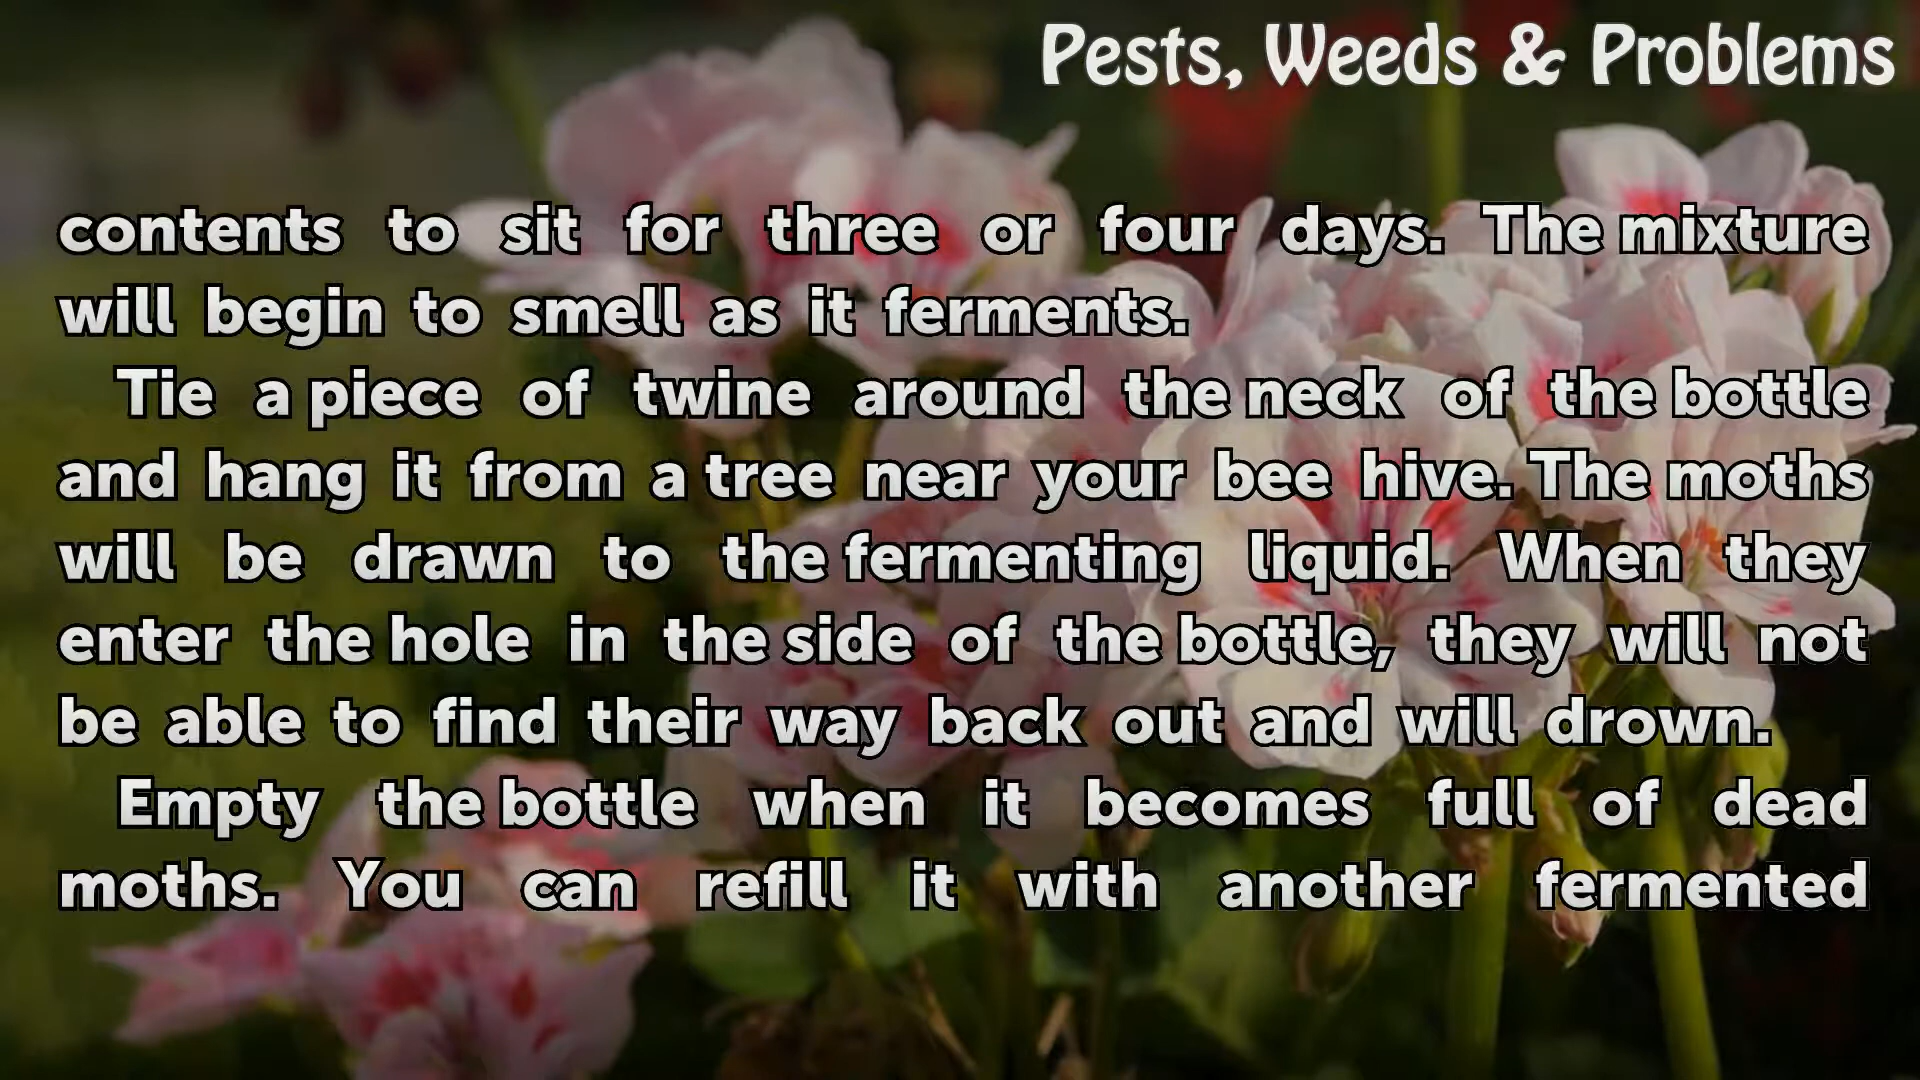 Pests, Weeds & Problems
contents to sit for three or four days. The mixture
will begin to smell as it ferments.
Tie a piece of twine around the neck of the bottle
and hang it from a tree near your bee hive. The moths
will be drawn to the fermenting liquid. When they
enter the hole in the side of the bottle, they will not
be able to find their way back out and will drown.
Empty the bottle when it becomes full of dead
moths. You can refill it with another fermented